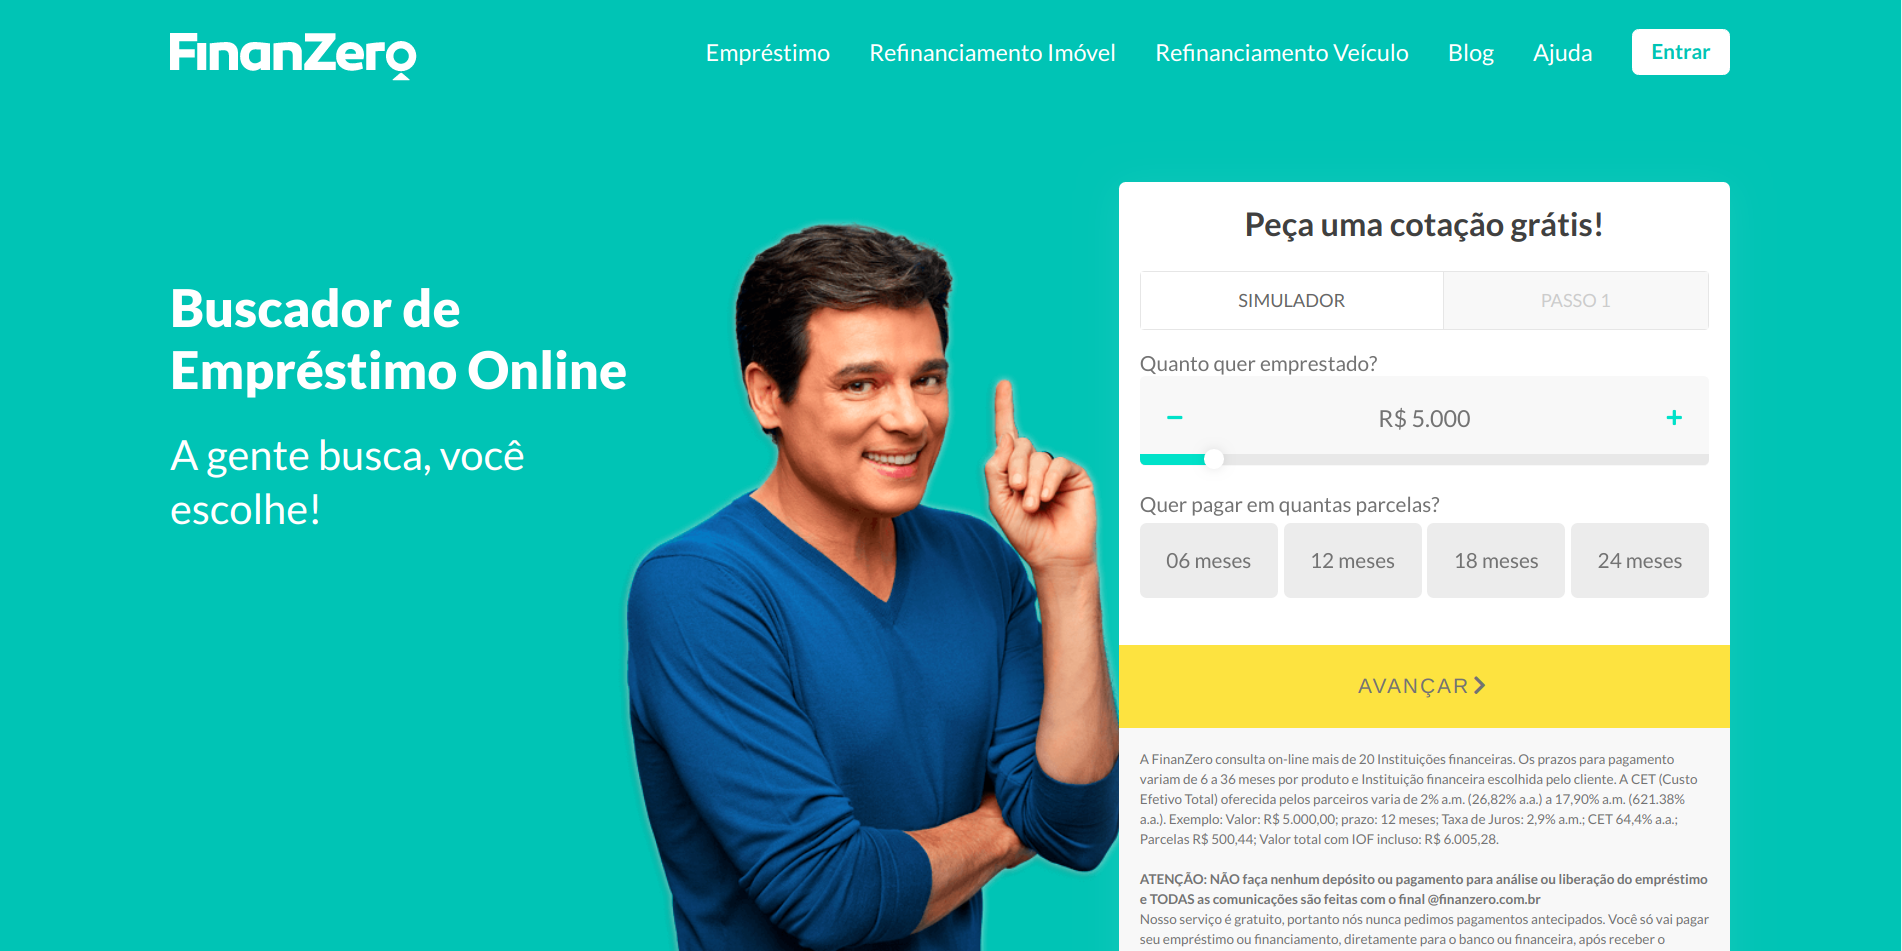 FinanZero
Empréstimo Refinanciamento Imóvel Refinanciamento Veículo Blog Ajuda Entrar
Buscador de
Empréstimo Online
A gente busca, você
escolhe!
Peça uma cotação grátis!
SIMULADOR PASSO 1
Quanto quer emprestado?
− R$ 5.000 +
Quer pagar em quantas parcelas?
06 meses 12 meses 18 meses 24 meses
AVANÇAR
A FinanZero consulta on-line mais de 20 Instituições financeiras. Os prazos para pagamento
variam de 6 a 36 meses por produto e Instituição financeira escolhida pelo cliente. A CET (Custo
Efetivo Total) oferecida pelos parceiros varia de 2% a.m. (26,82% a.a.) a 17,90% a.m. (621.38%
a.a.). Exemplo: Valor: R$ 5.000,00; prazo: 12 meses; Taxa de Juros: 2,9% a.m.; CET 64,4% a.a.;
Parcelas R$ 500,44; Valor total com IOF incluso: R$ 6.005,28.
ATENÇÃO: NÃO faça nenhum depósito ou pagamento para análise ou liberação do empréstimo
e TODAS as comunicações são feitas com o final @finanzero.com.br
Nosso serviço é gratuito, portanto nós nunca pedimos pagamentos antecipados. Você só vai pagar
seu empréstimo ou financiamento, diretamente para o banco ou financeira, após receber o